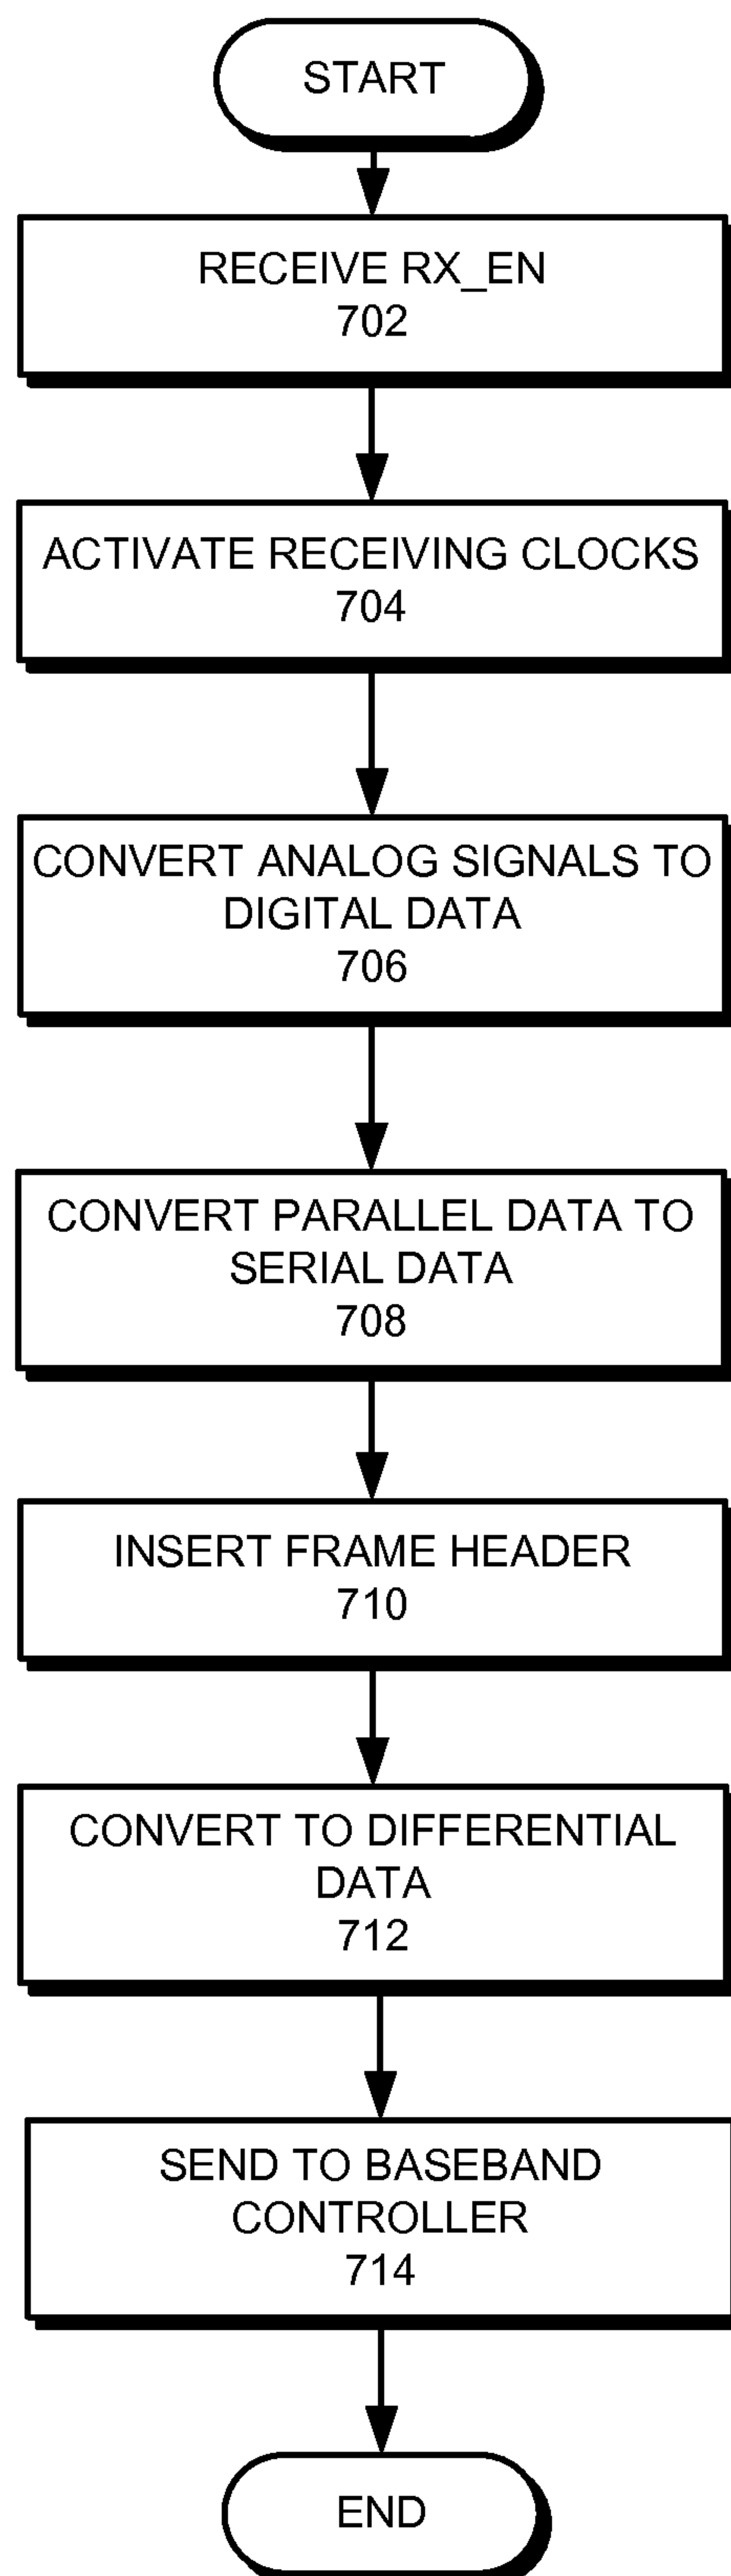 START
RECEIVE RX_EN
702
ACTIVATE RECEIVING CLOCKS
704
CONVERT ANALOG SIGNALS TO
DIGITAL DATA
706
CONVERT PARALLEL DATA TO
SERIAL DATA
708
INSERT FRAME HEADER
710
CONVERT TO DIFFERENTIAL
DATA
712
SEND TO BASEBAND
CONTROLLER
714
END